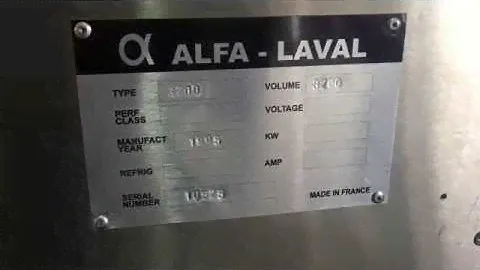 α ALFA - LAVAL
TYPE
VOLUME
PERF CLASS
VOLTAGE
MANUFACT YEAR
KW
REFRIG
AMP
SERIAL NUMBER
MADE IN FRANCE